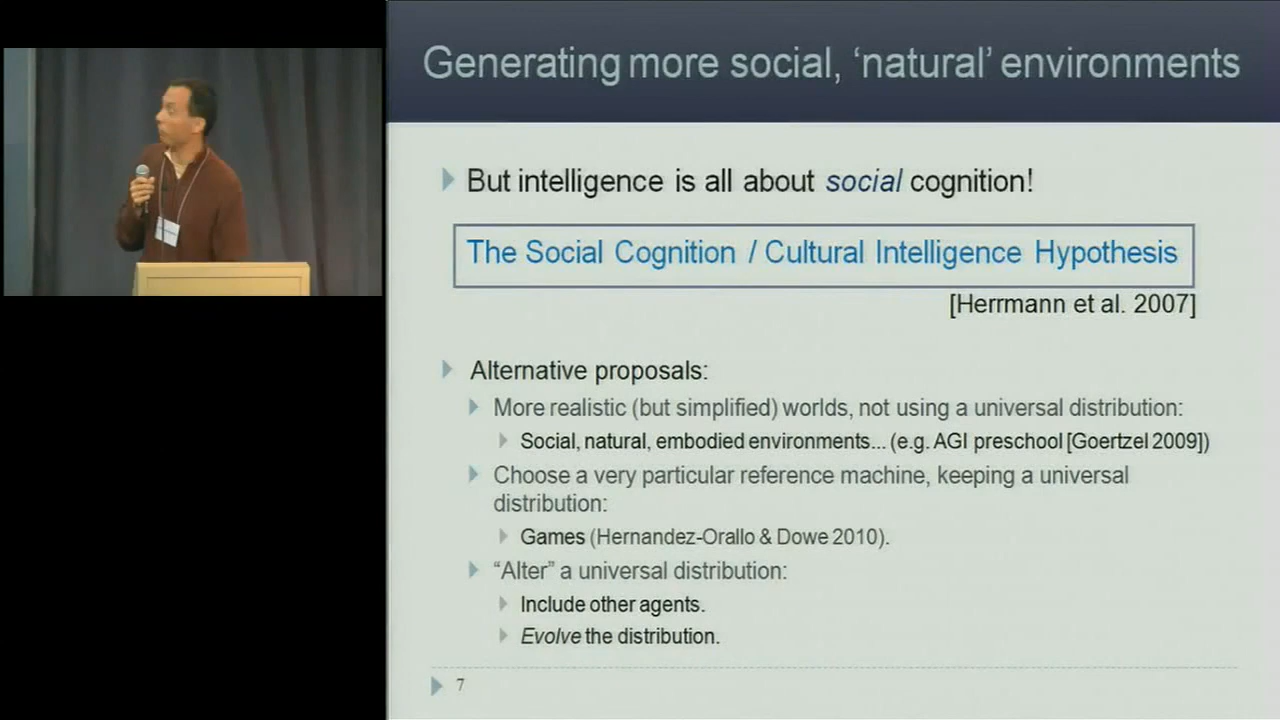 Generating more social, ‘natural’ environments
But intelligence is all about social cognition!
The Social Cognition / Cultural Intelligence Hypothesis
[Herrmann et al. 2007]
Alternative proposals:
More realistic (but simplified) worlds, not using a universal distribution:
Social, natural, embodied environments... (e.g. AGI preschool [Goertzel 2009])
Choose a very particular reference machine, keeping a universal
distribution:
Games (Hernandez-Orallo & Dowe 2010).
“Alter” a universal distribution:
Include other agents.
Evolve the distribution.
7